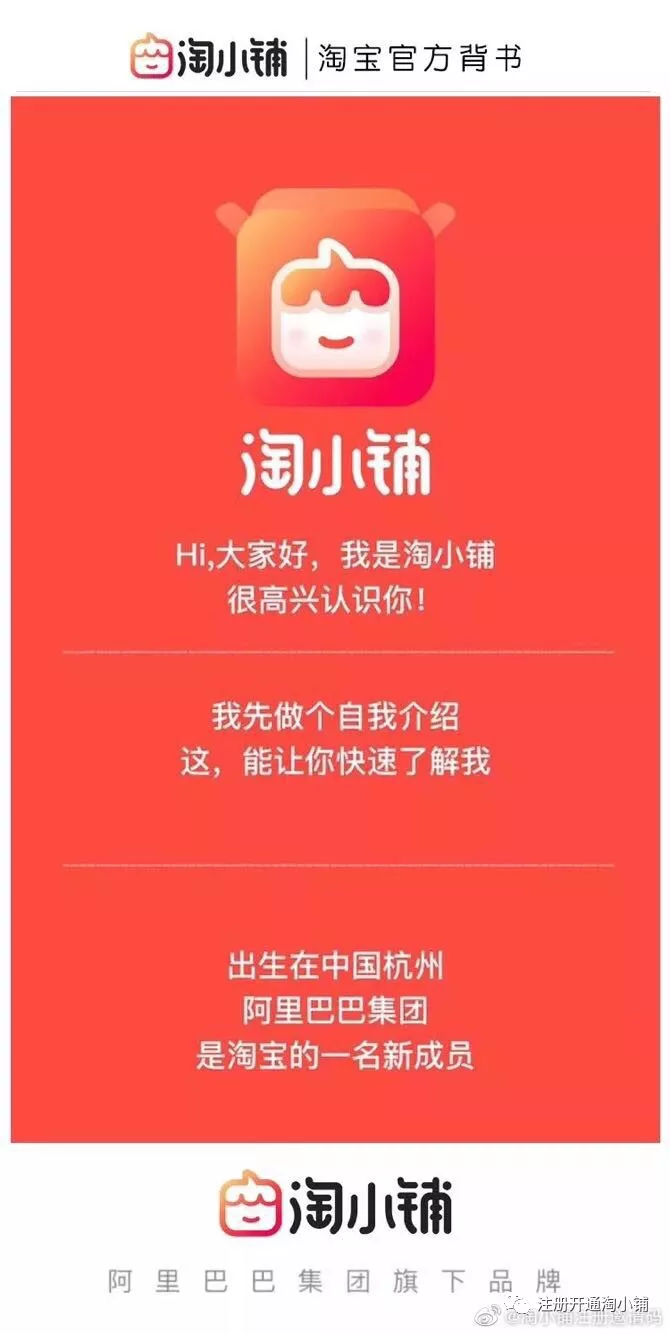 淘小铺 | 淘宝官方背书
淘小铺
Hi,大家好，我是淘小铺
很高兴认识你！
我先做个自我介绍
这，能让你快速了解我
出生在中国杭州
阿里巴巴集团
是淘宝的一名新成员
淘小铺
阿里巴巴集团旗下品牌
注册开通淘小铺
@淘小铺注册邀请码